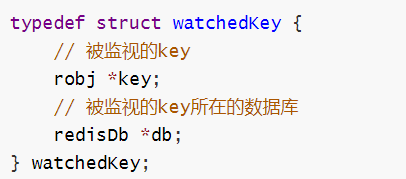 typedef struct watchedKey {
    // 被监视的key
    robj *key;
    // 被监视的key所在的数据库
    redisDb *db;
} watchedKey;